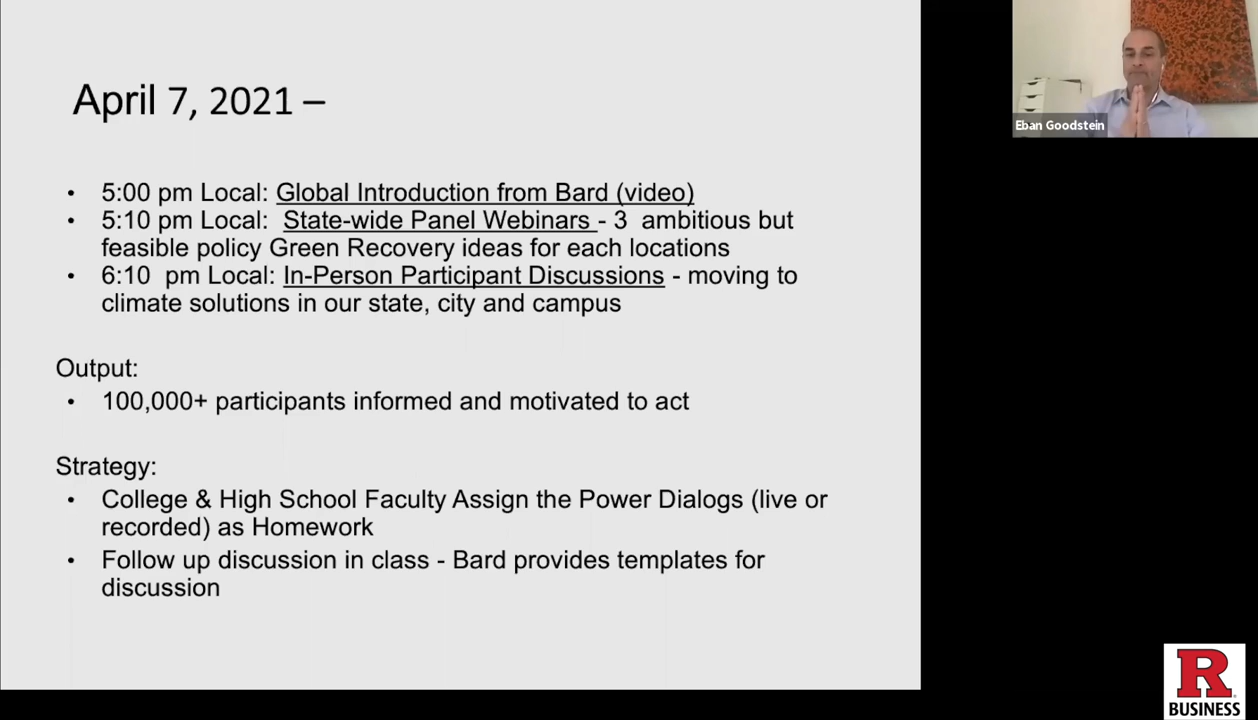 April 7, 2021 –
• 5:00 pm Local: Global Introduction from Bard (video)
• 5:10 pm Local: State-wide Panel Webinars - 3 ambitious but
feasible policy Green Recovery ideas for each locations
• 6:10 pm Local: In-Person Participant Discussions - moving to
climate solutions in our state, city and campus
Output:
• 100,000+ participants informed and motivated to act
Strategy:
• College & High School Faculty Assign the Power Dialogs (live or
recorded) as Homework
• Follow up discussion in class - Bard provides templates for
discussion
Eban Goodstein
R
BUSINESS